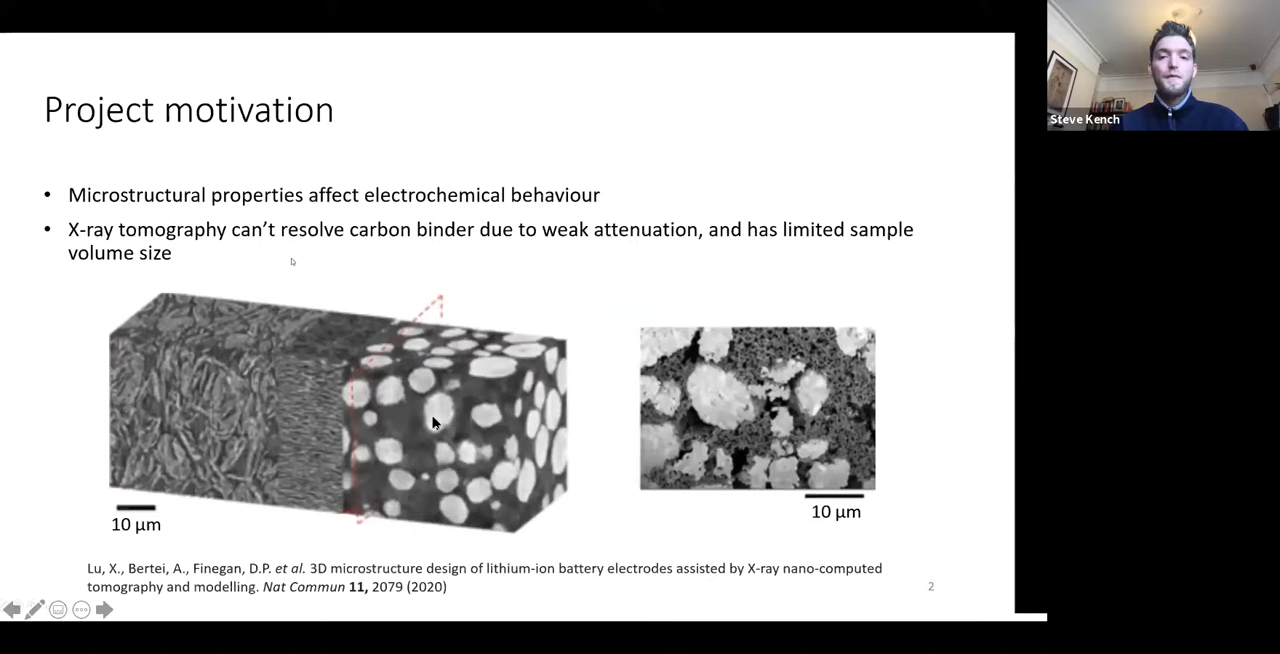 Project motivation
• Microstructural properties affect electrochemical behaviour
• X-ray tomography can't resolve carbon binder due to weak attenuation, and has limited sample
volume size
10 µm
10 µm
Lu, X., Bertei, A., Finegan, D.P. et al. 3D microstructure design of lithium-ion battery electrodes assisted by X-ray nano-computed
tomography and modelling. Nat Commun 11, 2079 (2020)
2
Steve Kench